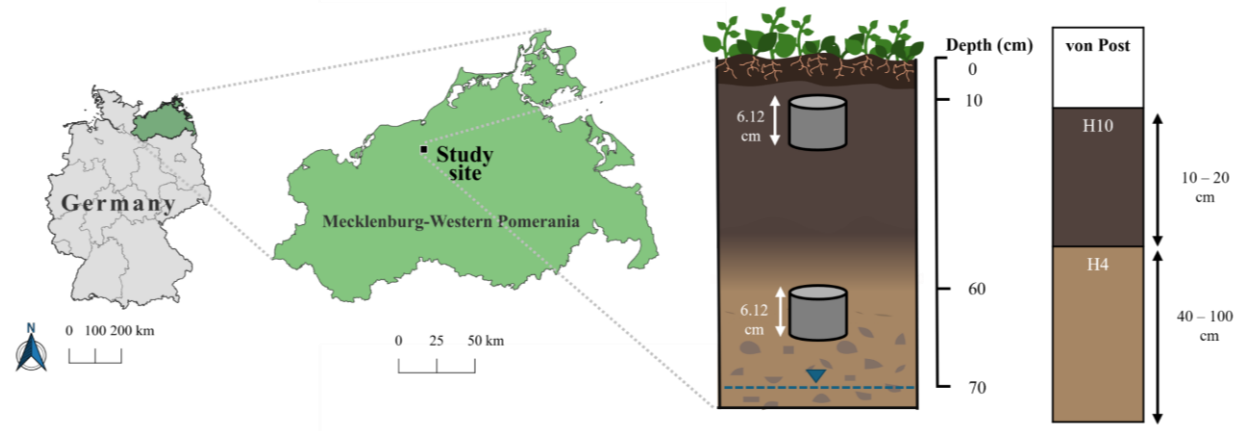 Germany
N
0 100 200 km
Study
site
Mecklenburg-Western Pomerania
0 25 50 km
6.12
cm
6.12
cm
Depth (cm)
0
10
60
70
von Post
H10
10 – 20
cm
H4
40 – 100
cm